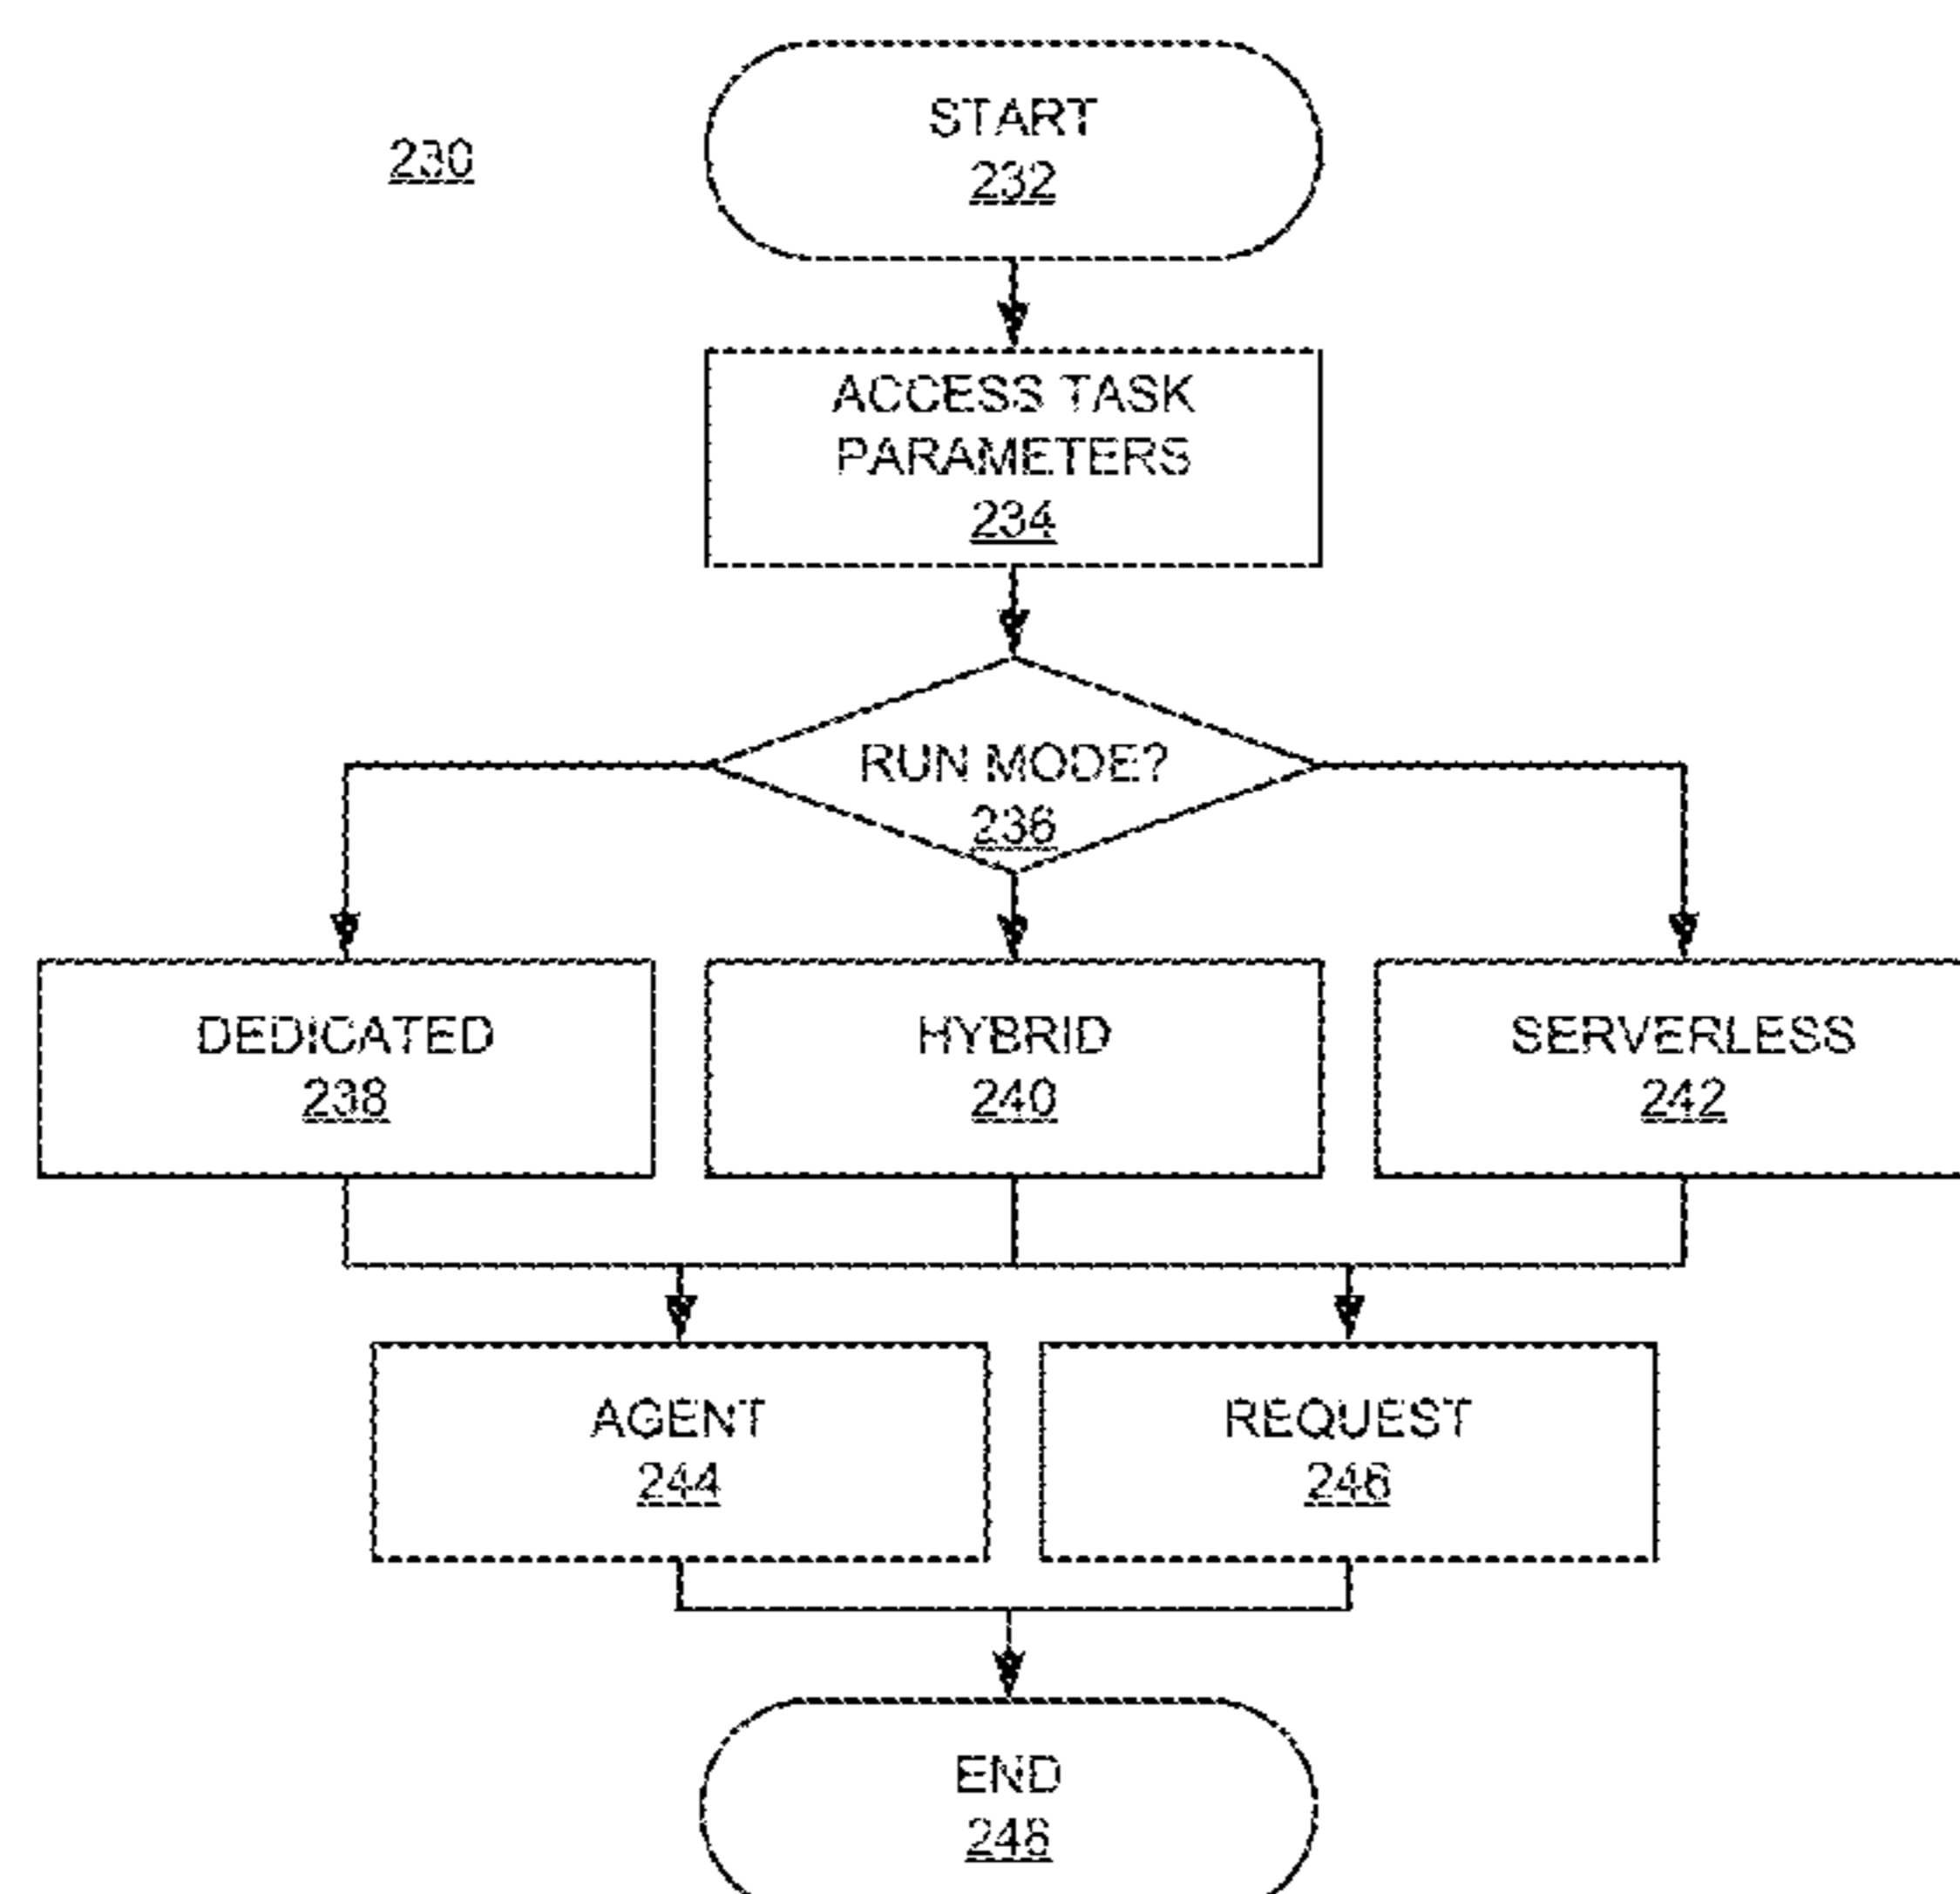 230
START
232
ACCESS TASK
PARAMETERS
234
RUN MODE?
236
DEDICATED
238
HYBRID
240
SERVERLESS
242
AGENT
244
REQUEST
246
END
248